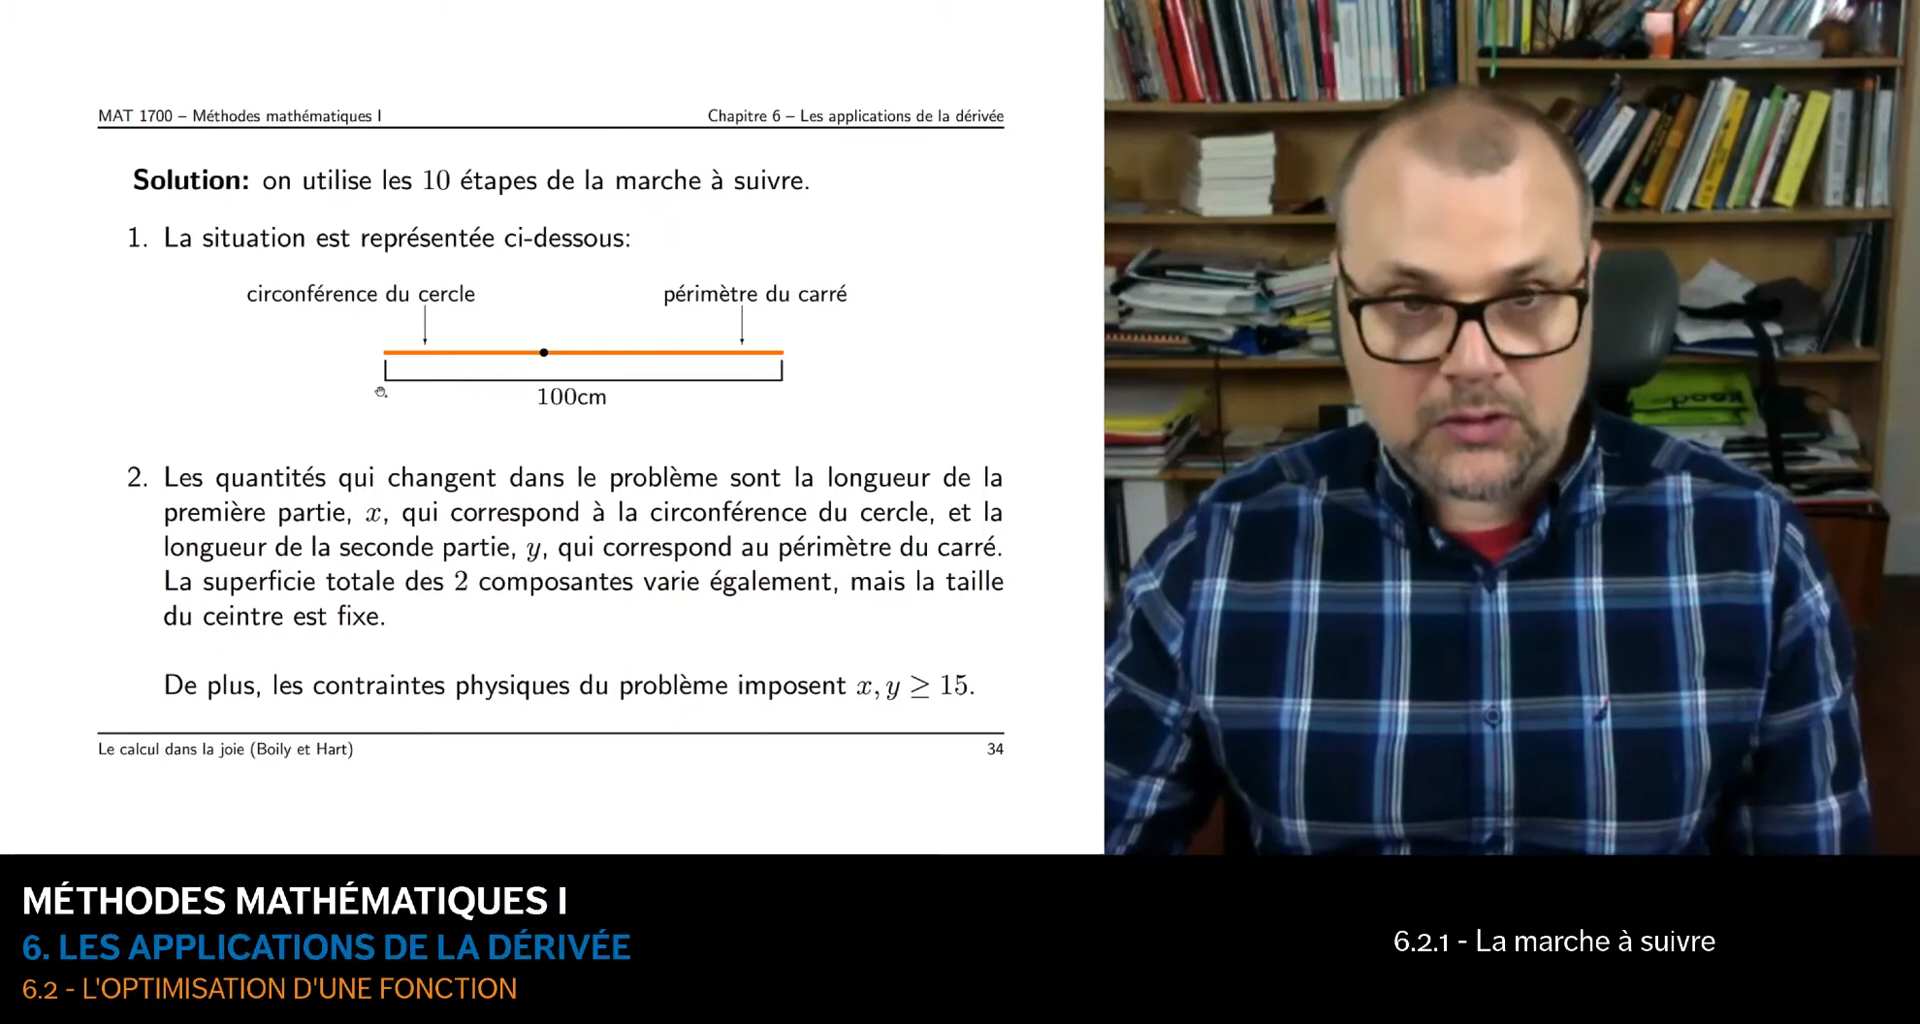 MAT 1700 – Méthodes mathématiques I
Chapitre 6 – Les applications de la dérivée
Solution: on utilise les 10 étapes de la marche à suivre.
1. La situation est représentée ci-dessous:
circonférence du cercle
périmètre du carré
100cm
2. Les quantités qui changent dans le problème sont la longueur de la
première partie, x, qui correspond à la circonférence du cercle, et la
longueur de la seconde partie, y, qui correspond au périmètre du carré.
La superficie totale des 2 composantes varie également, mais la taille
du ceintre est fixe.
De plus, les contraintes physiques du problème imposent x, y ≥ 15.
Le calcul dans la joie (Boily et Hart)
34
MÉTHODES MATHÉMATIQUES I
6. LES APPLICATIONS DE LA DÉRIVÉE
6.2 - L'OPTIMISATION D'UNE FONCTION
6.2.1 - La marche à suivre